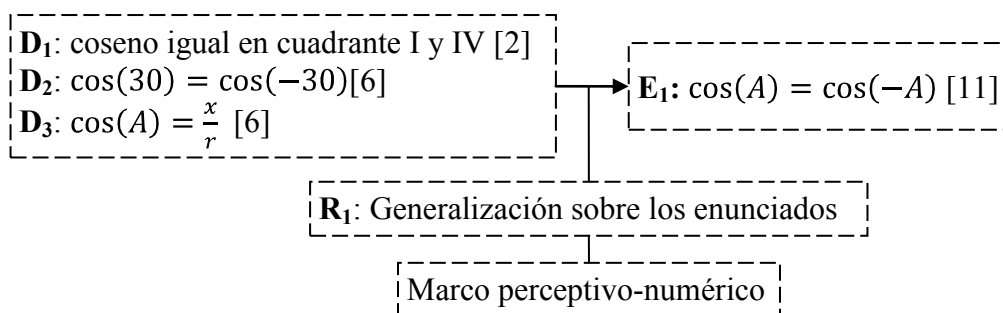 D₁: coseno igual en cuadrante I y IV [2]
D₂: cos(30) = cos(−30)[6]
D₃: cos(A) = x/r [6]
E₁: cos(A) = cos(−A) [11]
R₁: Generalización sobre los enunciados
Marco perceptivo-numérico